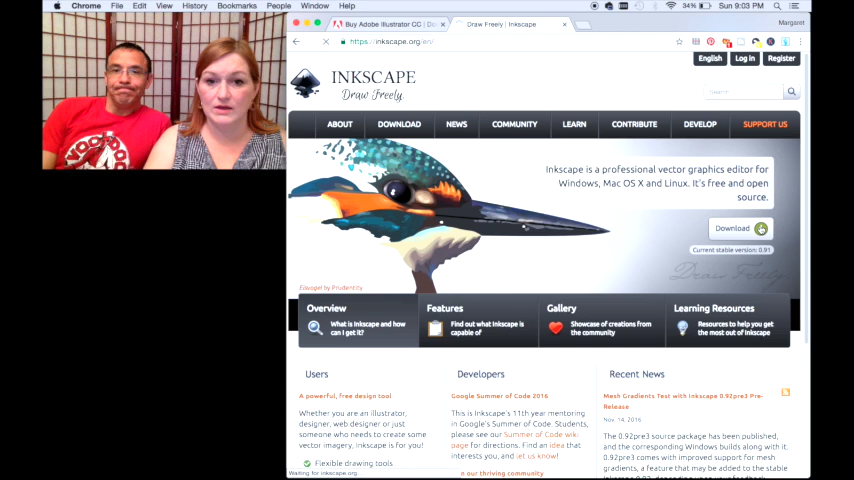 Chrome File Edit View History Bookmarks People Window Help 34% Sun 9:03 PM
Buy Adobe Illustrator CC | Draw Freely | Inkscape Margaret
https://inkscape.org/en/
English Log in Register
INKSCAPE
Draw Freely.
Search
ABOUT DOWNLOAD NEWS COMMUNITY LEARN CONTRIBUTE DEVELOP SUPPORT US
Inkscape is a professional vector graphics editor for
Windows, Mac OS X and Linux. It's free and open
source.
Download
Current stable version: 0.91
Draw Freely
by Prudentity
Overview Features Gallery Learning Resources
What is Inkscape and how
can I get it?
Find out what Inkscape is
capable of
Showcase of creations from
the community
Resources to help you get
the most out of Inkscape
Users
A powerful, free design tool
Whether you are an illustrator,
designer, web designer or just
someone who needs to create some
vector imagery, Inkscape is for you!
Flexible drawing tools
Waiting for inkscape.org.
Developers
Google Summer of Code 2016
This is Inkscape's 11th year mentoring
in Google's Summer of Code. Students,
please see our Summer of Code wiki
page for directions. Find an idea that
interests you, and let us know!
our thriving community
Recent News
Mesh Gradients Test with Inkscape 0.92pre3 Pre-
Release
Nov. 14, 2016
The 0.92pre3 source package has been published,
and the corresponding Windows builds along with it.
0.92pre3 comes with improved support for mesh
gradients, a feature that may be added to the stable